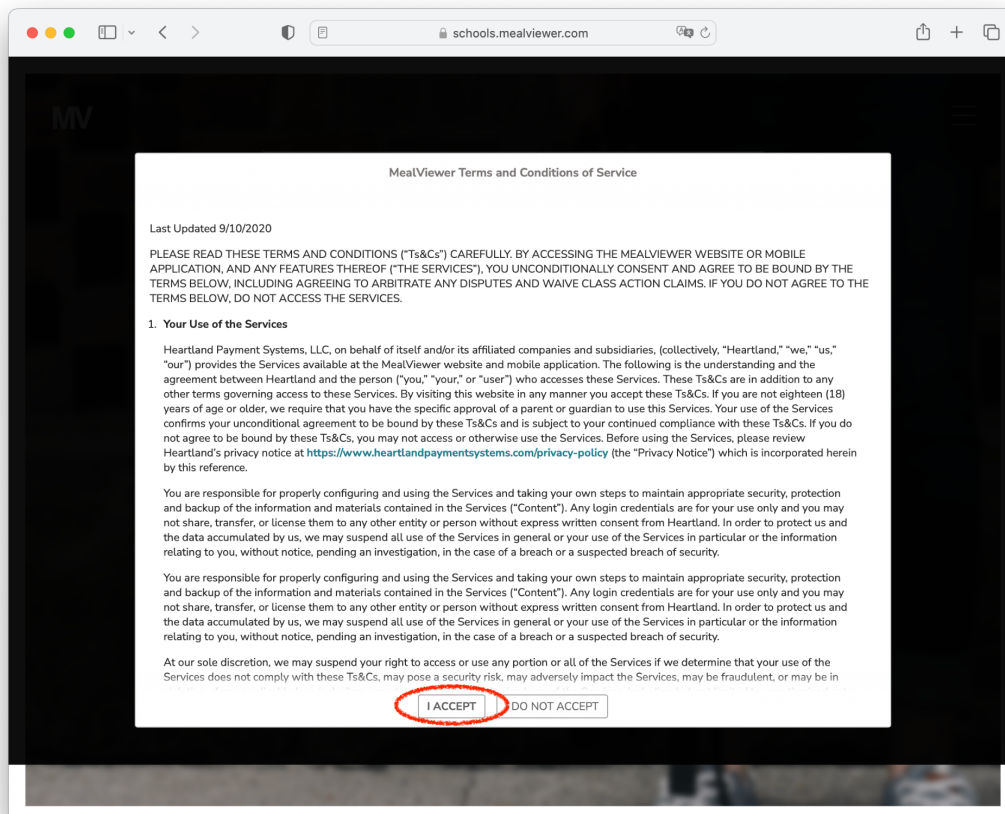 schools.mealviewer.com
MV
MealViewer Terms and Conditions of Service
Last Updated 9/10/2020
PLEASE READ THESE TERMS AND CONDITIONS (“Ts&Cs”) CAREFULLY. BY ACCESSING THE MEALVIEWER WEBSITE OR MOBILE
APPLICATION, AND ANY FEATURES THEREOF (“THE SERVICES”), YOU UNCONDITIONALLY CONSENT AND AGREE TO BE BOUND BY THE
TERMS BELOW, INCLUDING AGREEING TO ARBITRATE ANY DISPUTES AND WAIVE CLASS ACTION CLAIMS. IF YOU DO NOT AGREE TO THE
TERMS BELOW, DO NOT ACCESS THE SERVICES.
1. Your Use of the Services
Heartland Payment Systems, LLC, on behalf of itself and/or its affiliated companies and subsidiaries, (collectively, “Heartland,” “we,” “us,”
“our”) provides the Services available at the MealViewer website and mobile application. The following is the understanding and the
agreement between Heartland and the person (“you,” “your,” or “user”) who accesses these Services. These Ts&Cs are in addition to any
other terms governing access to these Services. By visiting this website in any manner you accept these Ts&Cs. If you are not eighteen (18)
years of age or older, we require that you have the specific approval of a parent or guardian to use this Services. Your use of the Services
confirms your unconditional agreement to be bound by these Ts&Cs and is subject to your continued compliance with these Ts&Cs. If you do
not agree to be bound by these Ts&Cs, you may not access or otherwise use the Services. Before using the Services, please review
Heartland’s privacy notice at https://www.heartlandpaymentsystems.com/privacy-policy (the “Privacy Notice”) which is incorporated herein
by this reference.
You are responsible for properly configuring and using the Services and taking your own steps to maintain appropriate security, protection
and backup of the information and materials contained in the Services (“Content”). Any login credentials are for your use only and you may
not share, transfer, or license them to any other entity or person without express written consent from Heartland. In order to protect us and
the data accumulated by us, we may suspend all use of the Services in general or your use of the Services in particular or the information
relating to you, without notice, pending an investigation, in the case of a breach or a suspected breach of security.
You are responsible for properly configuring and using the Services and taking your own steps to maintain appropriate security, protection
and backup of the information and materials contained in the Services (“Content”). Any login credentials are for your use only and you may
not share, transfer, or license them to any other entity or person without express written consent from Heartland. In order to protect us and
the data accumulated by us, we may suspend all use of the Services in general or your use of the Services in particular or the information
relating to you, without notice, pending an investigation, in the case of a breach or a suspected breach of security.
At our sole discretion, we may suspend your right to access or use any portion or all of the Services if we determine that your use of the
Services does not comply with these Ts&Cs, may pose a security risk, may adversely impact the Services, may be fraudulent, or may be in
I ACCEPT
DO NOT ACCEPT